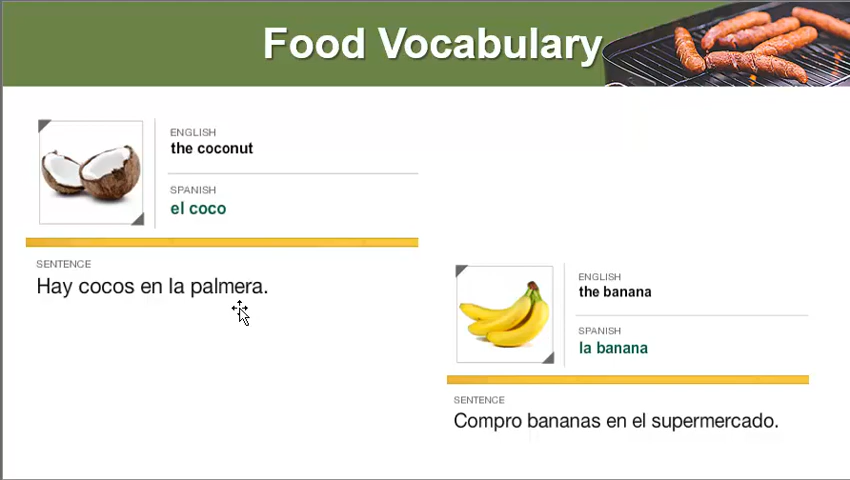 Food Vocabulary
ENGLISH
the coconut
SPANISH
el coco
SENTENCE
Hay cocos en la palmera.
ENGLISH
the banana
SPANISH
la banana
SENTENCE
Compro bananas en el supermercado.